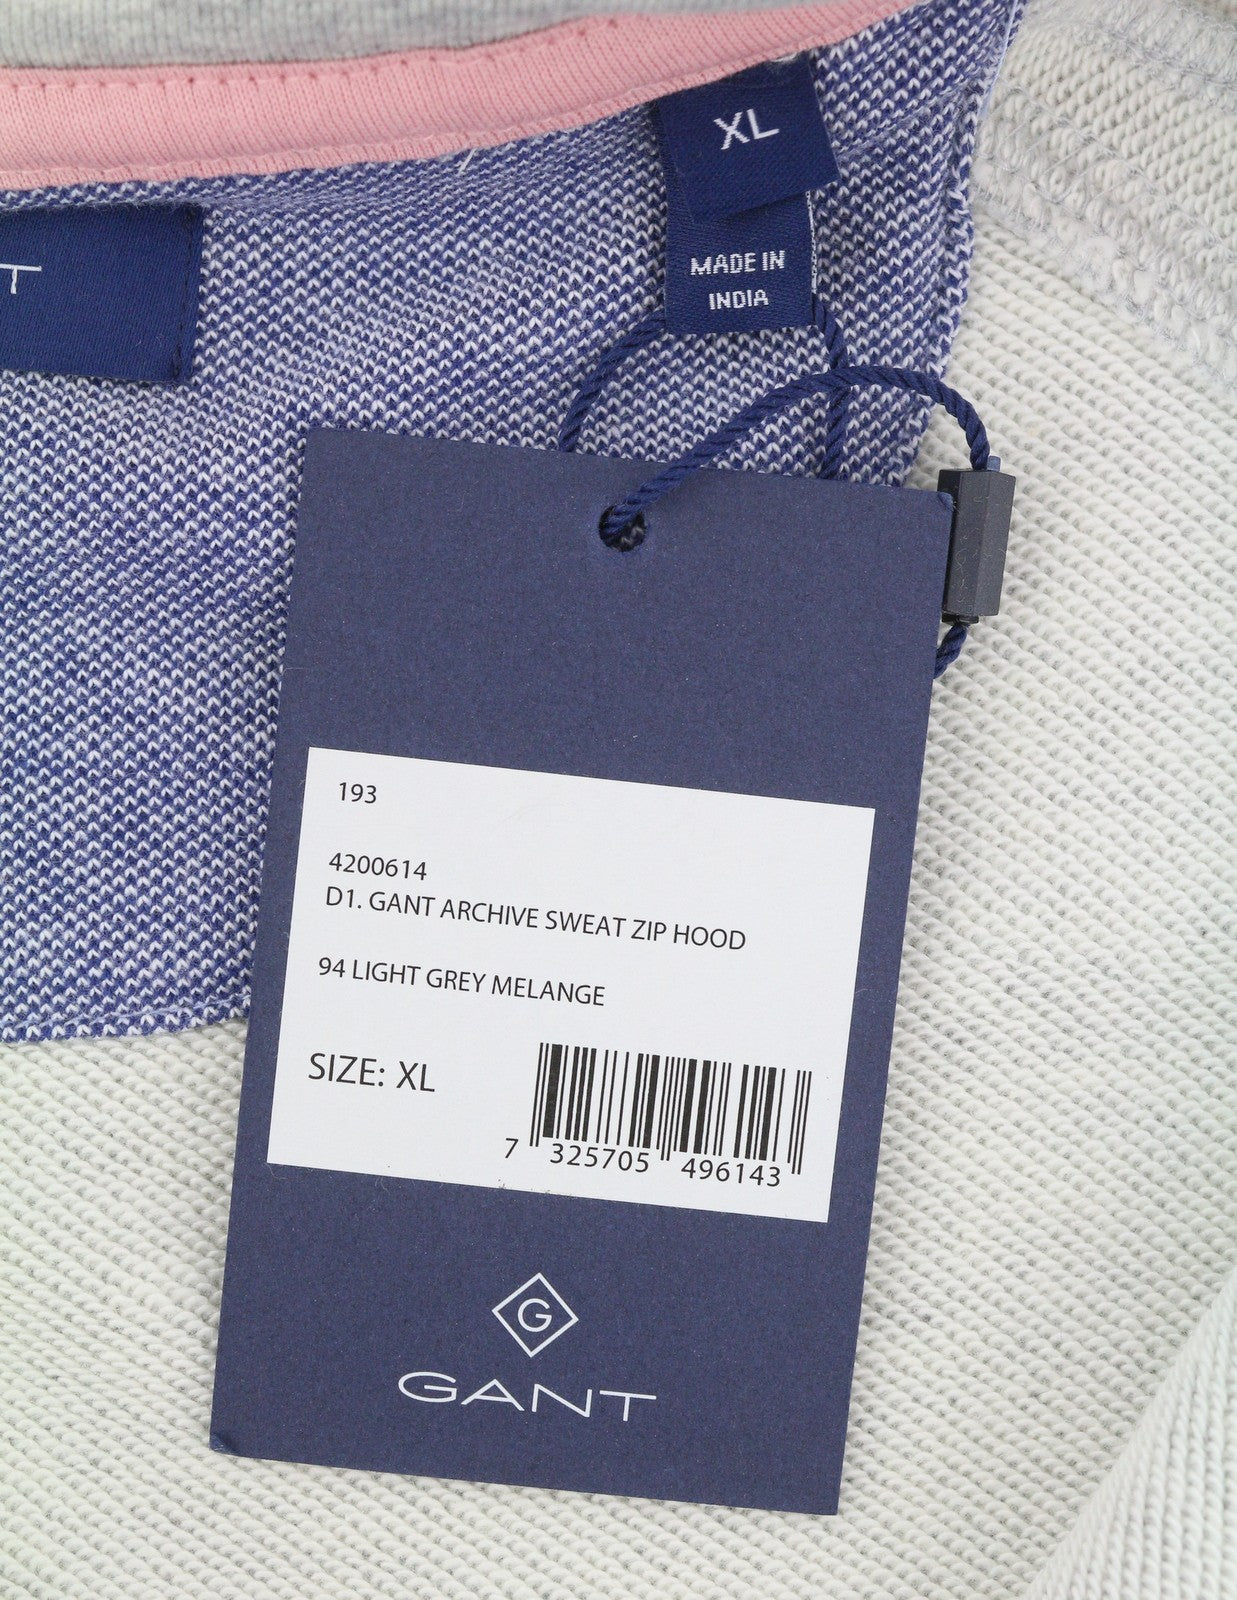 XL
T
MADE IN
INDIA
193
4200614
D1. GANT ARCHIVE SWEAT ZIP HOOD
94 LIGHT GREY MELANGE
SIZE: XL
7 325705 496143
G
GANT